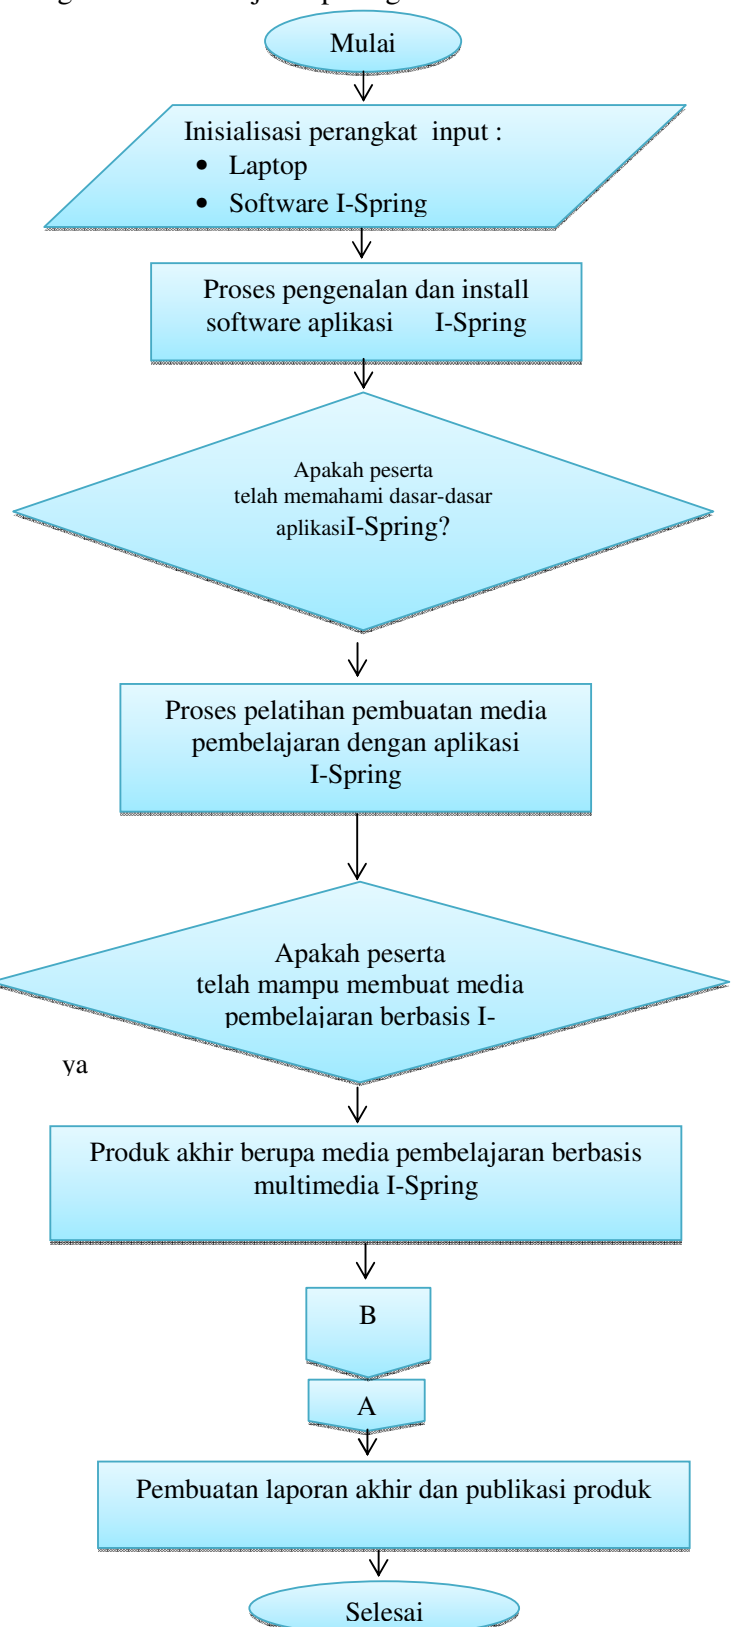 Mulai
Inisialisasi perangkat input :
• Laptop
• Software I-Spring
Proses pengenalan dan install
software aplikasi I-Spring
Apakah peserta
telah memahami dasar-dasar
aplikasiI-Spring?
Proses pelatihan pembuatan media
pembelajaran dengan aplikasi
I-Spring
Apakah peserta
telah mampu membuat media
pembelajaran berbasis I-
ya
Produk akhir berupa media pembelajaran berbasis
multimedia I-Spring
B
A
Pembuatan laporan akhir dan publikasi produk
Selesai